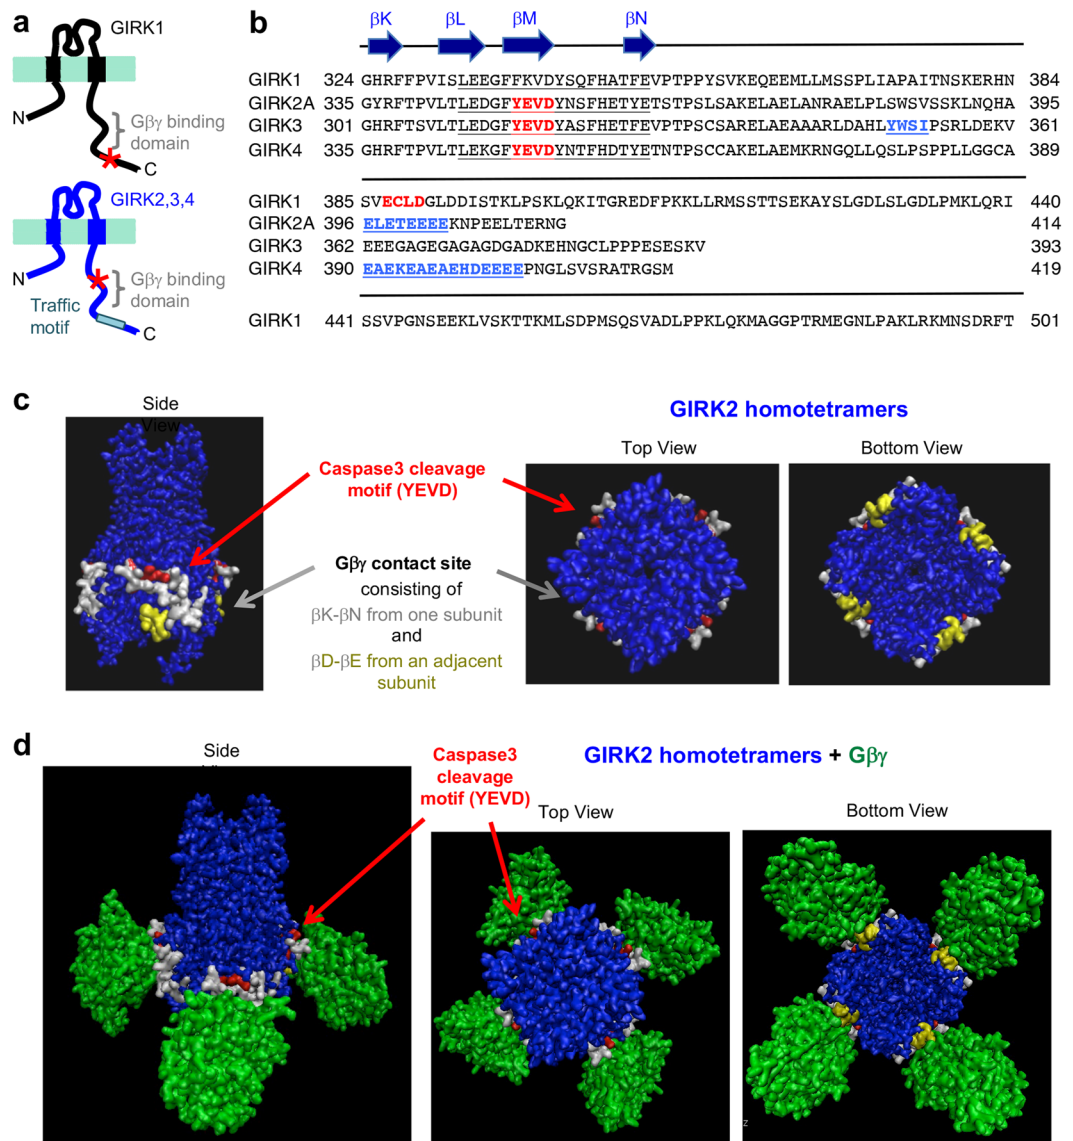 a
GIRK1
N
Gβγ binding
domain
C
GIRK2,3,4
N
Gβγ binding
domain
Traffic
motif
C
b
βK βL βM βN
GIRK1 324 GHRFFPVISLEEGFFKVDYSQFHATFEVPTPPYSVKEQEEMLLMSSPLIAPAITNSKERHN 384
GIRK2A 335 GYRFTPVLTLEDGFYEVDYNSFHETYETSTPSLSAKELAELANRAELPLSWSVSSKLNQHA 395
GIRK3 301 GHRFTSVLTLEDGFYEVDYASFHETFEVPTPSCSARELAEAAARLDAHLYWSIPSRLDEKV 361
GIRK4 335 GHRFTPVLTLEKGFYEVDYNTFHDTYETNTPSCCAKELAEMKRNGQLLQSLPSPPLLGGCA 389
GIRK1 385 SVECLDGLDDISTKLPSKLQKITGREDFPKKLLRMSSTTSEKAYSLGDLSLGDLPMKLQRI 440
GIRK2A 396 ELETEEEEKNPEELTERNG 414
GIRK3 362 EEEGAGEGAGAGDGADKEHNGCLPPPESESKV 393
GIRK4 390 EAEKEAEAEHDEEEEPNGLSVSRATRGSM 419
GIRK1 441 SSVPGNSEEKLVSKTTKMLSDPMSQSVADLPPKLQKMAGGPTRMEGNLPAKLRKMNSDRFT 501
c
Side
View
GIRK2 homotetramers
Top View
Bottom View
Caspase3 cleavage
motif (YEVD)
Gβγ contact site
consisting of
βK-βN from one subunit
and
βD-βE from an adjacent
subunit
d
Side
Caspase3
cleavage
motif (YEVD)
GIRK2 homotetramers + Gβγ
Top View
Bottom View
z